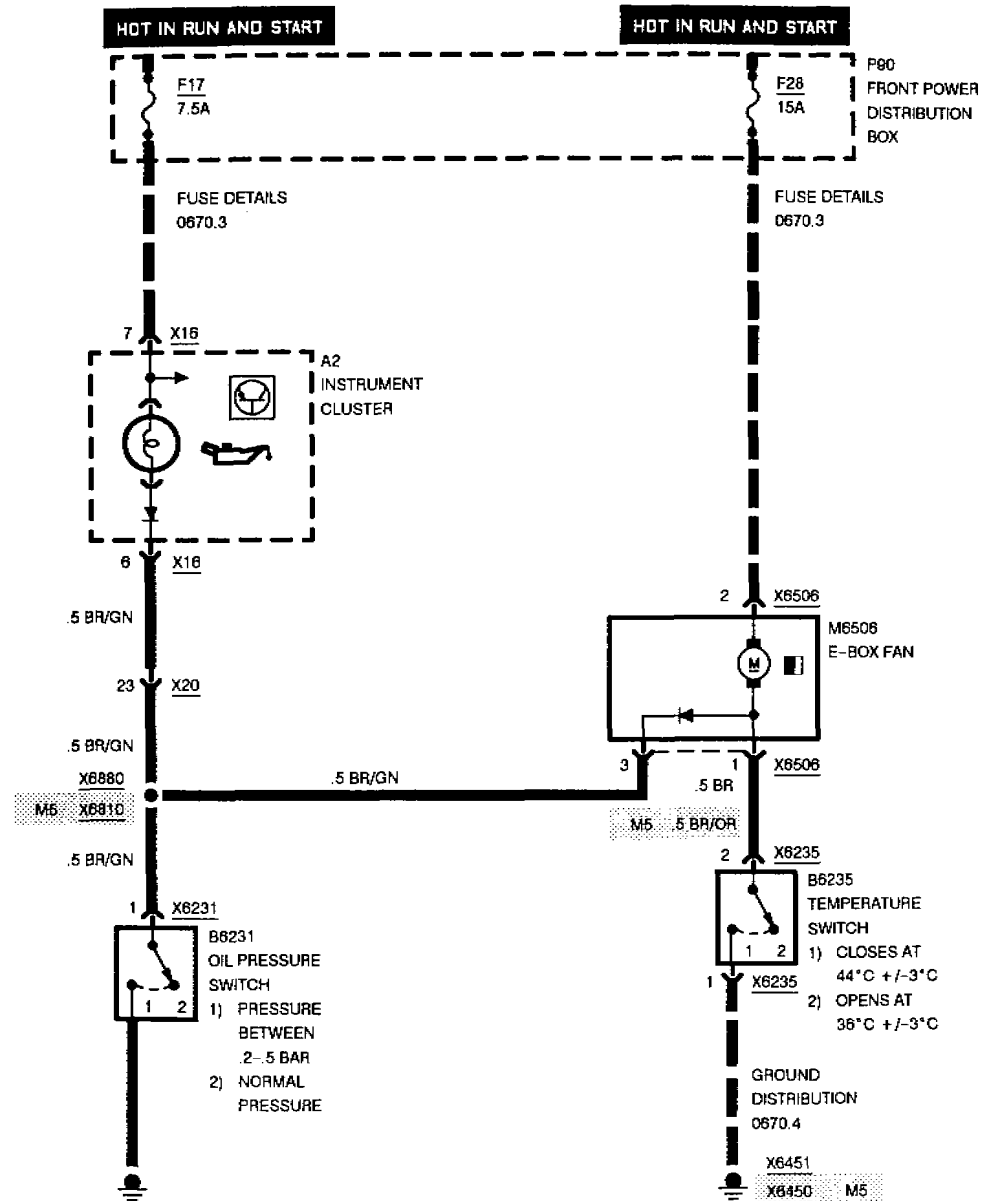 HOT IN RUN AND START
HOT IN RUN AND START
F17
7.5A
F28
15A
P90
FRONT POWER
DISTRIBUTION
BOX
FUSE DETAILS
0670.3
FUSE DETAILS
0670.3
7 X16
A2
INSTRUMENT
CLUSTER
6 X16
.5 BR/GN
2 X6506
M6506
E-BOX FAN
M
23 X20
.5 BR/GN
3
1 X6506
X6880
M5 X6810
.5 BR/GN
.5 BR
M5 .5 BR/OR
.5 BR/GN
2 X6235
B6235
TEMPERATURE
SWITCH
1) CLOSES AT
44°C +/-3°C
2) OPENS AT
36°C +/-3°C
1 2
1 X6235
1 X6231
B6231
OIL PRESSURE
SWITCH
1) PRESSURE
BETWEEN
.2-.5 BAR
2) NORMAL
PRESSURE
1 2
GROUND
DISTRIBUTION
0670.4
X6451
X6450 M5